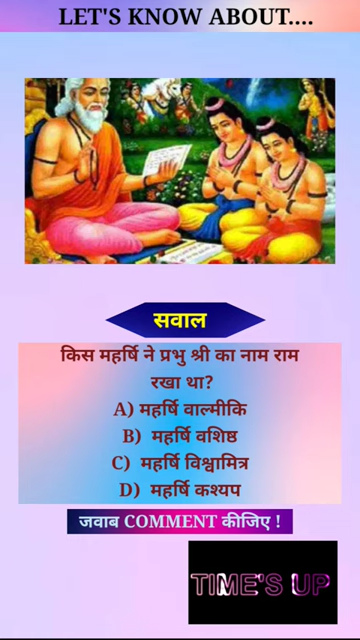 LET'S KNOW ABOUT....
सवाल
किस महर्षि ने प्रभु श्री का नाम राम
रखा था?
A) महर्षि वाल्मीकि
B) महर्षि वशिष्ठ
C) महर्षि विश्वामित्र
D) महर्षि कश्यप
जवाब COMMENT कीजिए !
TIME'S UP